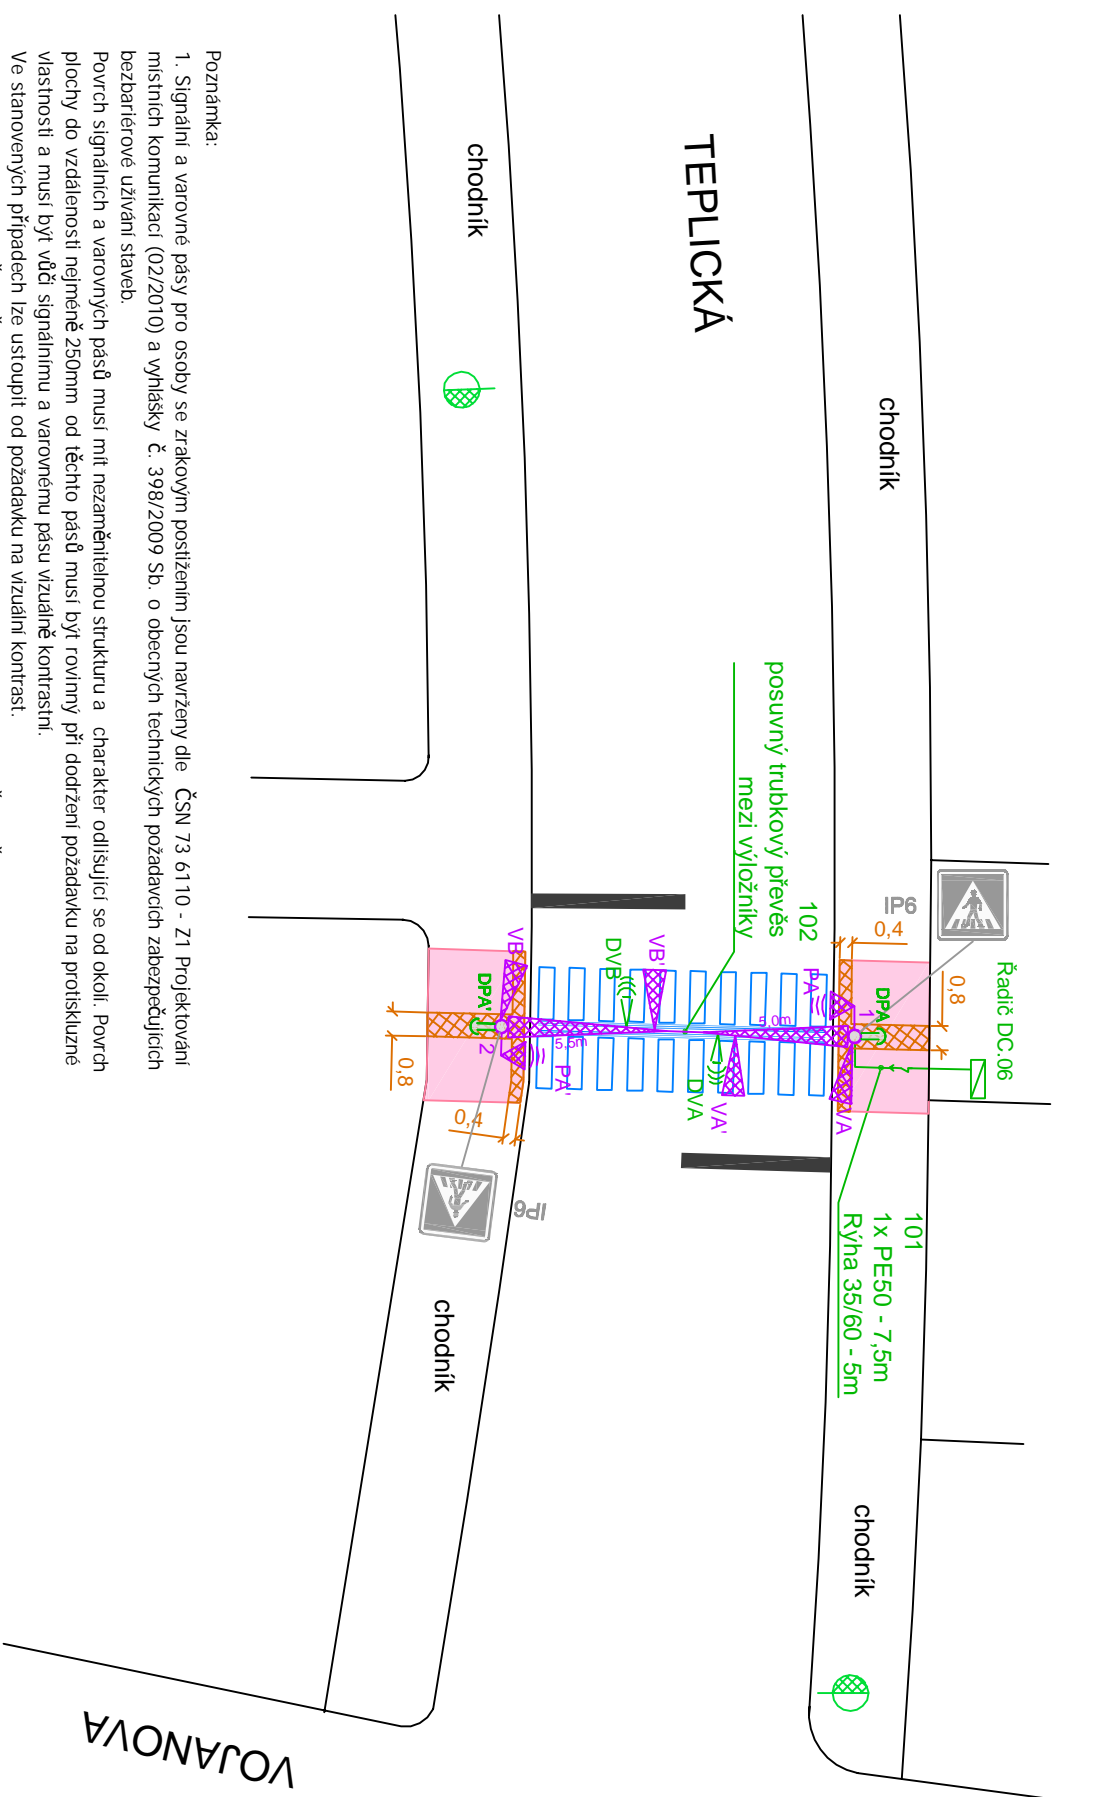 TEPLICKÁ
chodník
chodník
posuvný trubkový převěs
mezi výložníky
102
IP6
0,4
0,8
Řadič DC.06
DPA
1
PA
5,0m
VB'
DVB
VB
DPA'
2
5,5m
PA'
DVA
VA'
VA
0,8
0,4
IP6
101
1x PE50 - 7,5m
Rýha 35/60 - 5m
chodník
chodník
VOJANOVA
Poznámka:
1. Signální a varovné pásy pro osoby se zrakovým postižením jsou navrženy dle ČSN 73 6110 - Z1 Projektování
místních komunikací (02/2010) a vyhlášky č. 398/2009 Sb. o obecných technických požadavcích zabezpečujících
bezbariérové užívání staveb.
Povrch signálních a varovných pásů musí mít nezaměnitelnou strukturu a charakter odlišující se od okolí. Povrch
plochy do vzdálenosti nejméně 250mm od těchto pásů musí být rovinný při dodržení požadavku na protiskluzné
vlastnosti a musí být vůči signálnímu a varovnému pásu vizuálně kontrastní.
Ve stanovených případech lze ustoupit od požadavku na vizuální kontrast.